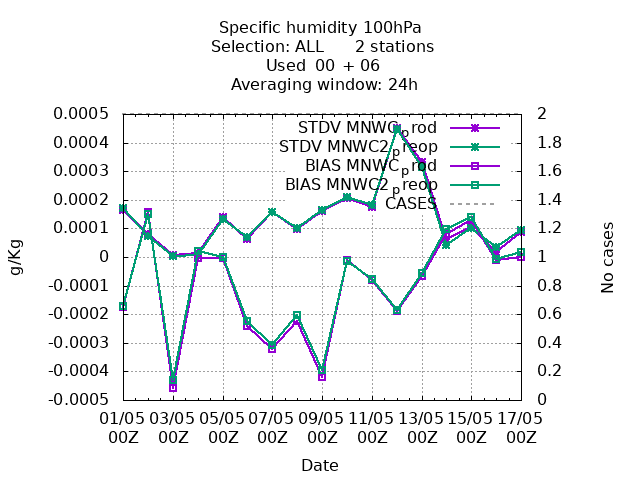 Specific humidity 100hPa
Selection: ALL 2 stations
Used 00 + 06
Averaging window: 24h
g/Kg
0.0005
0.0004
0.0003
0.0002
0.0001
0
-0.0001
-0.0002
-0.0003
-0.0004
-0.0005
STDV MNWC_prod
STDV MNWC2_preop
BIAS MNWC_prod
BIAS MNWC2_preop
CASES
2
1.8
1.6
1.4
1.2
1
0.8
0.6
0.4
0.2
0
No cases
01/05 03/05 05/05 07/05 09/05 11/05 13/05 15/05 17/05
00Z 00Z 00Z 00Z 00Z 00Z 00Z 00Z 00Z
Date